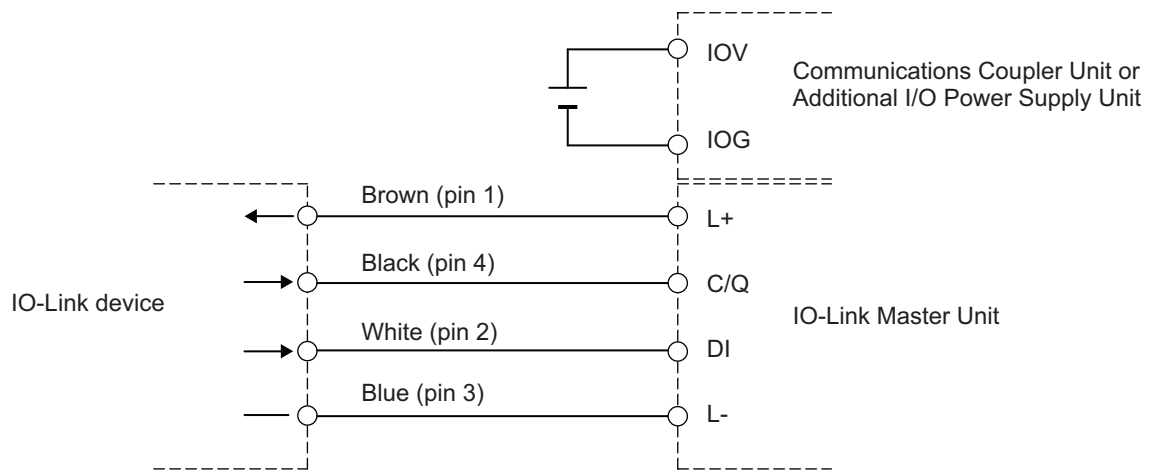 IOV
Communications Coupler Unit or
Additional I/O Power Supply Unit
IOG
Brown (pin 1)
L+
Black (pin 4)
C/Q
IO-Link device
IO-Link Master Unit
White (pin 2)
DI
Blue (pin 3)
L-